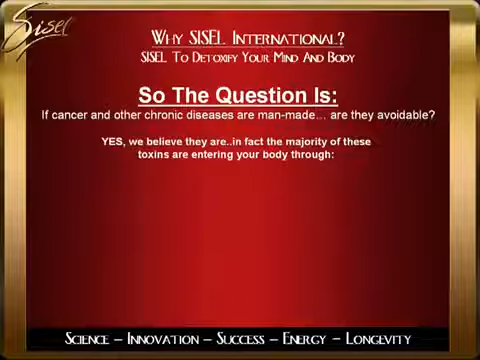 Sisel
Why SISEL International?
SISEL To Detoxify Your Mind And Body
So The Question Is:
If cancer and other chronic diseases are man-made... are they avoidable?
YES, we believe they are..in fact the majority of these
toxins are entering your body through:
Science – Innovation – Success – Energy – Longevity